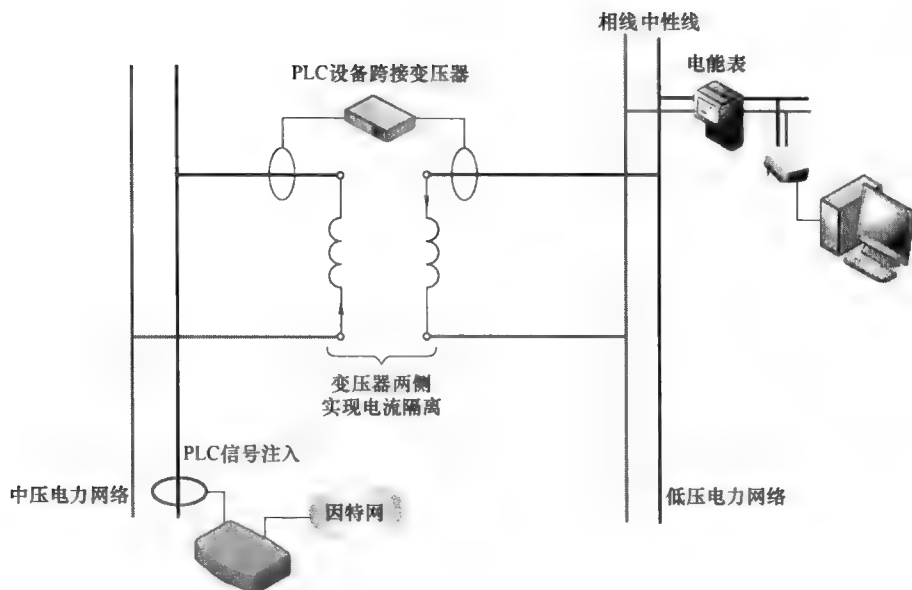 相线 中性线
电能表
PLC设备跨接变压器
变压器两侧
实现电流隔离
PLC信号注入
中压电力网络
因特网
低压电力网络